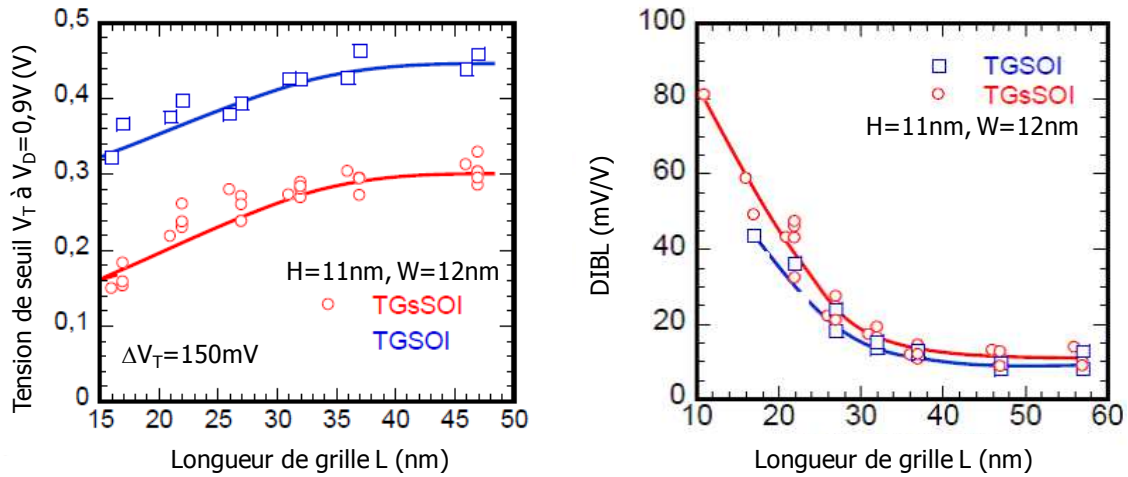 Tension de seuil V_T à V_D=0,9V (V)
0,5
0,4
0,3
0,2
0,1
0
H=11nm, W=12nm
TGsSOI
TGSOI
ΔV_T=150mV
15 20 25 30 35 40 45 50
Longueur de grille L (nm)
DIBL (mV/V)
100
80
60
40
20
0
TGSOI
TGsSOI
H=11nm, W=12nm
10 20 30 40 50 60
Longueur de grille L (nm)